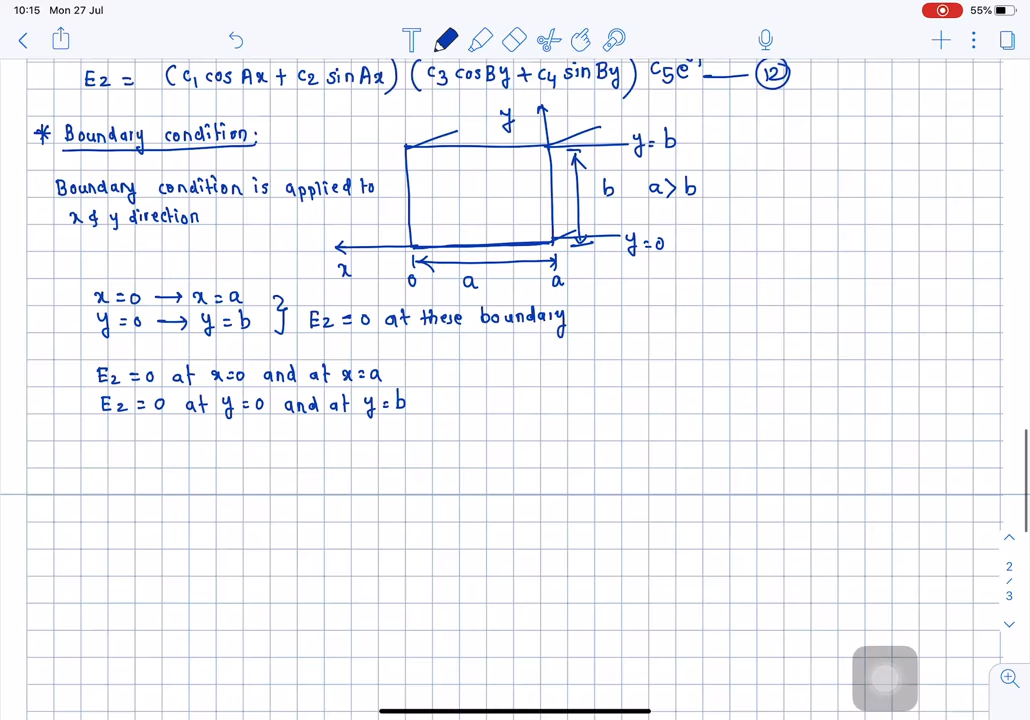 10:15 Mon 27 Jul
55%
Ez = (c₁ cos Ax + c₂ sin Ax) (c₃ cos By + c₄ sin By) c₅e — 12
* Boundary condition:
Boundary condition is applied to
x & y direction
y
y = b
b a > b
y = 0
x
0 a a
x = 0 → x = a
y = 0 → y = b } Ez = 0 at these boundary
Ez = 0 at x = 0 and at x = a
Ez = 0 at y = 0 and at y = b
2
/
3